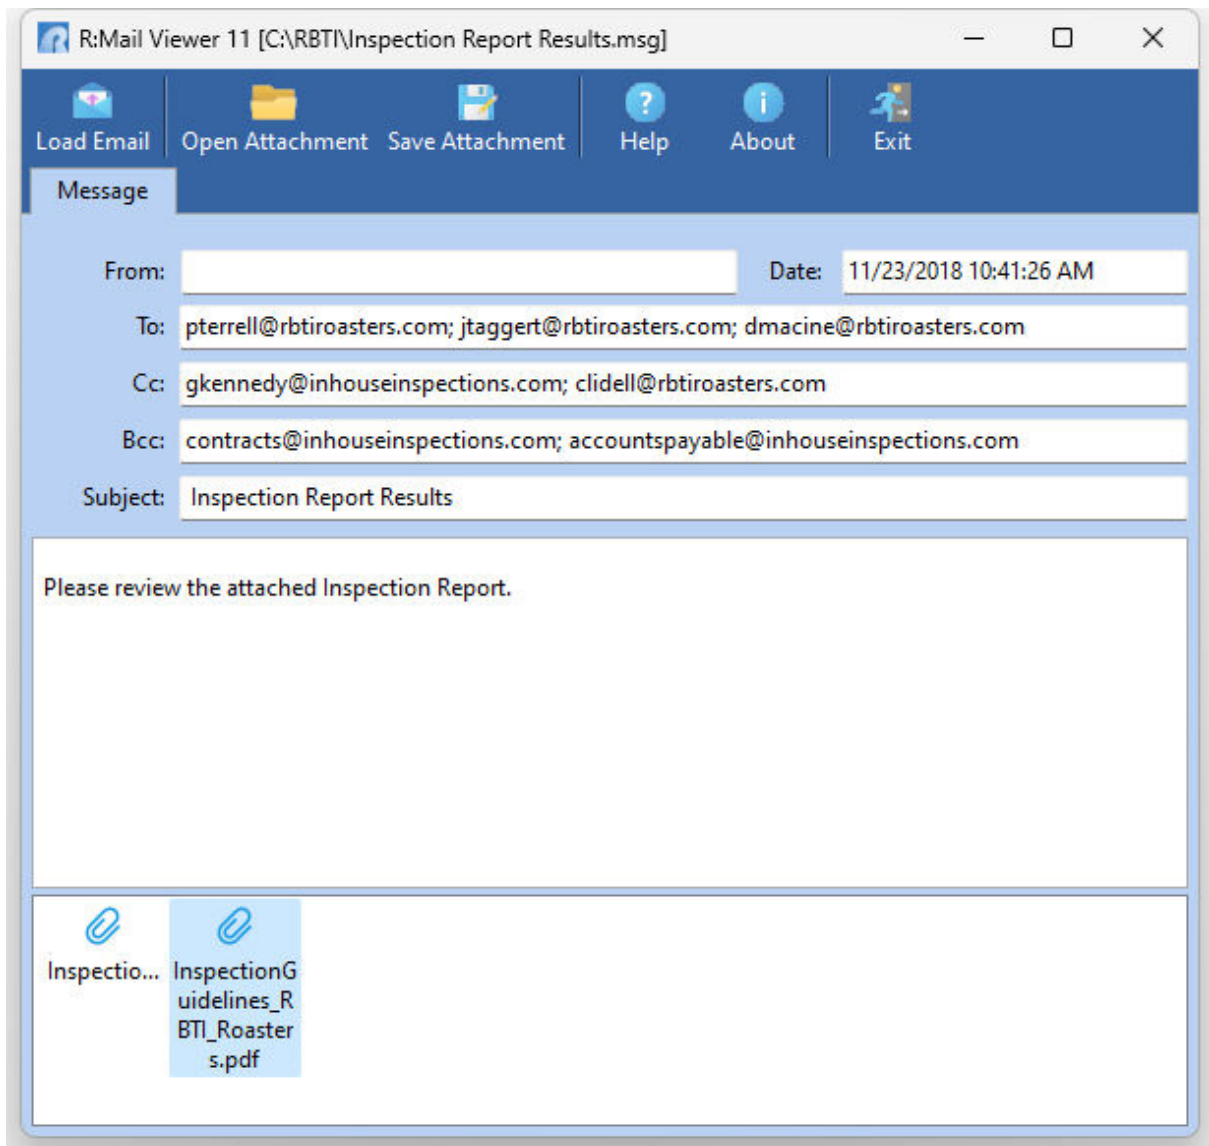 R:Mail Viewer 11 [C:\RBTI\Inspection Report Results.msg]
Load Email Open Attachment Save Attachment Help About Exit
Message
From: Date: 11/23/2018 10:41:26 AM
To: pterrell@rbtiroasters.com; jtaggert@rbtiroasters.com; dmacine@rbtiroasters.com
Cc: gkennedy@inhouseinspections.com; clidell@rbtiroasters.com
Bcc: contracts@inhouseinspections.com; accountspayable@inhouseinspections.com
Subject: Inspection Report Results
Please review the attached Inspection Report.
Inspectio... InspectionG
uidelines_R
BTI_Roaster
s.pdf